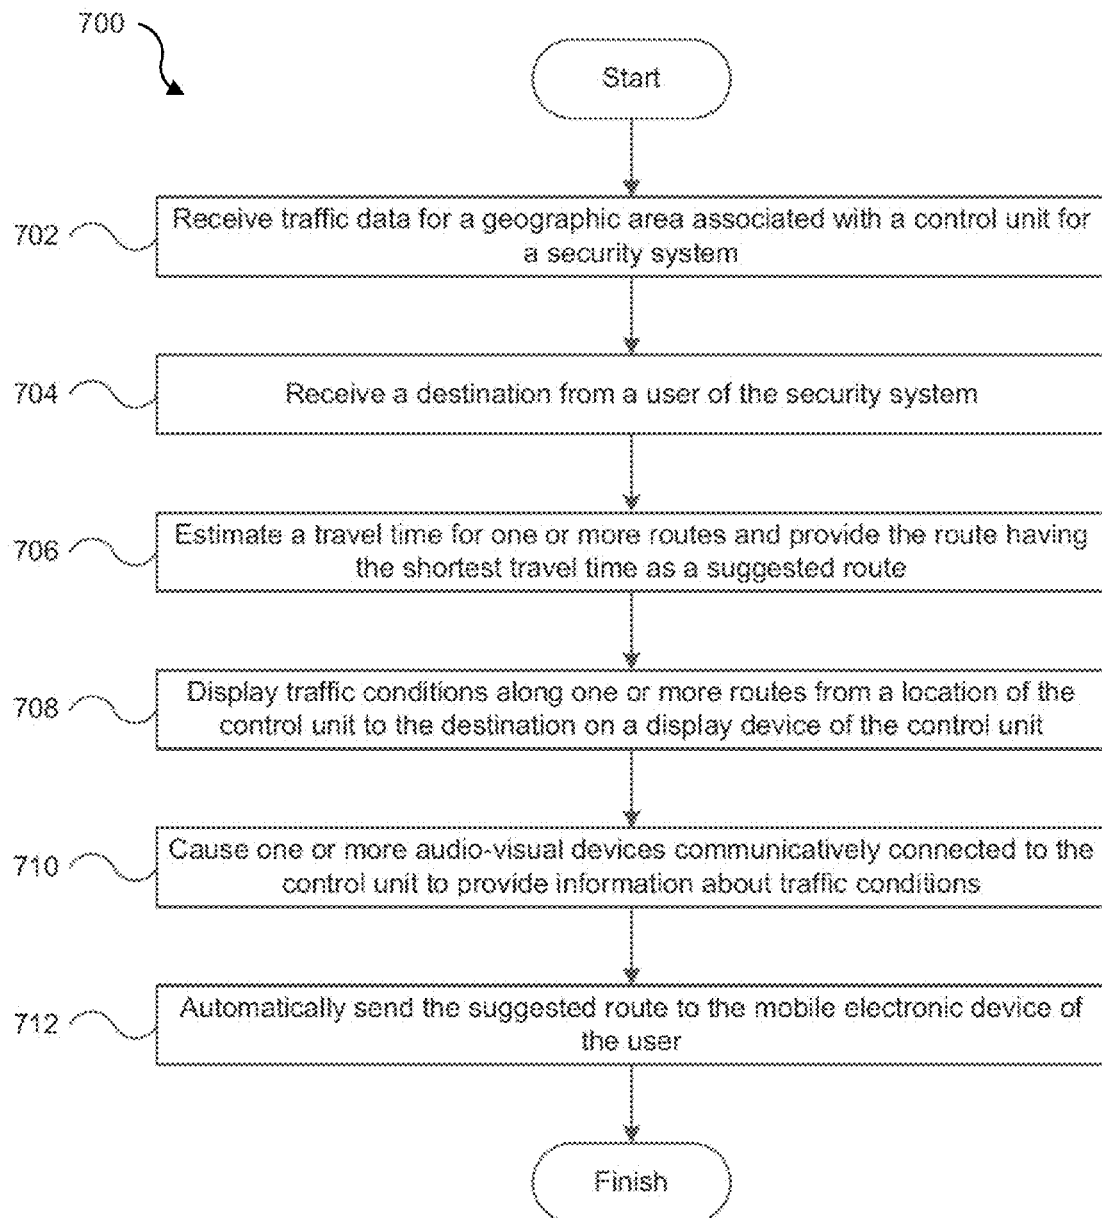 700
Start
702
Receive traffic data for a geographic area associated with a control unit for
a security system
704
Receive a destination from a user of the security system
706
Estimate a travel time for one or more routes and provide the route having
the shortest travel time as a suggested route
708
Display traffic conditions along one or more routes from a location of the
control unit to the destination on a display device of the control unit
710
Cause one or more audio-visual devices communicatively connected to the
control unit to provide information about traffic conditions
712
Automatically send the suggested route to the mobile electronic device of
the user
Finish